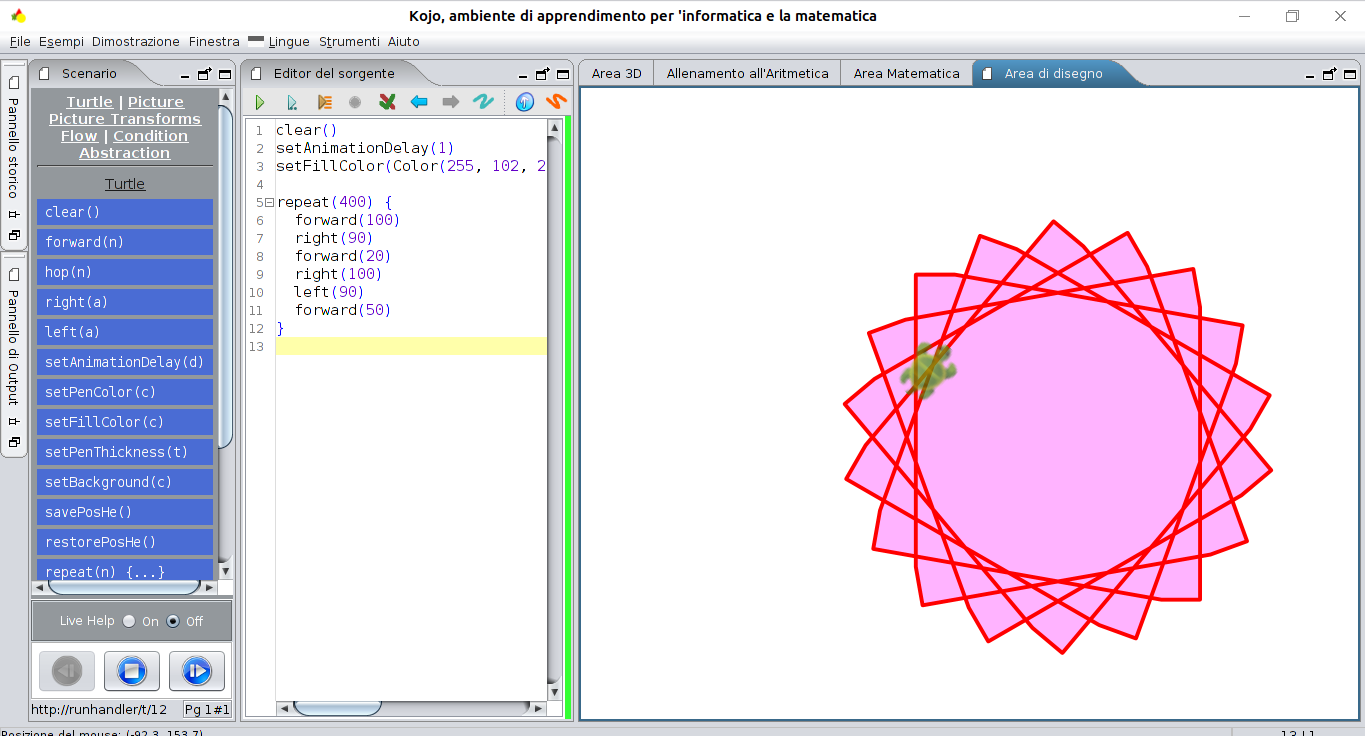 Kojo, ambiente di apprendimento per 'informatica e la matematica
File Esempi Dimostrazione Finestra Lingue Strumenti Aiuto
Pannello storico
Pannello di Output
Scenario
Turtle | Picture
Picture Transforms
Flow | Condition
Abstraction
Turtle
clear()
forward(n)
hop(n)
right(a)
left(a)
setAnimationDelay(d)
setPenColor(c)
setFillColor(c)
setPenThickness(t)
setBackground(c)
savePosHe()
restorePosHe()
repeat(n) {...}
Live Help On Off
http://runhandler/t/12 Pg 1#1
Editor del sorgente
1 clear()
2 setAnimationDelay(1)
3 setFillColor(Color(255, 102, 2
4
5 repeat(400) {
6 forward(100)
7 right(90)
8 forward(20)
9 right(100)
10 left(90)
11 forward(50)
12 }
13
Area 3D Allenamento all'Aritmetica Area Matematica Area di disegno
Posizione del mouse: (-92.3, 153.7)